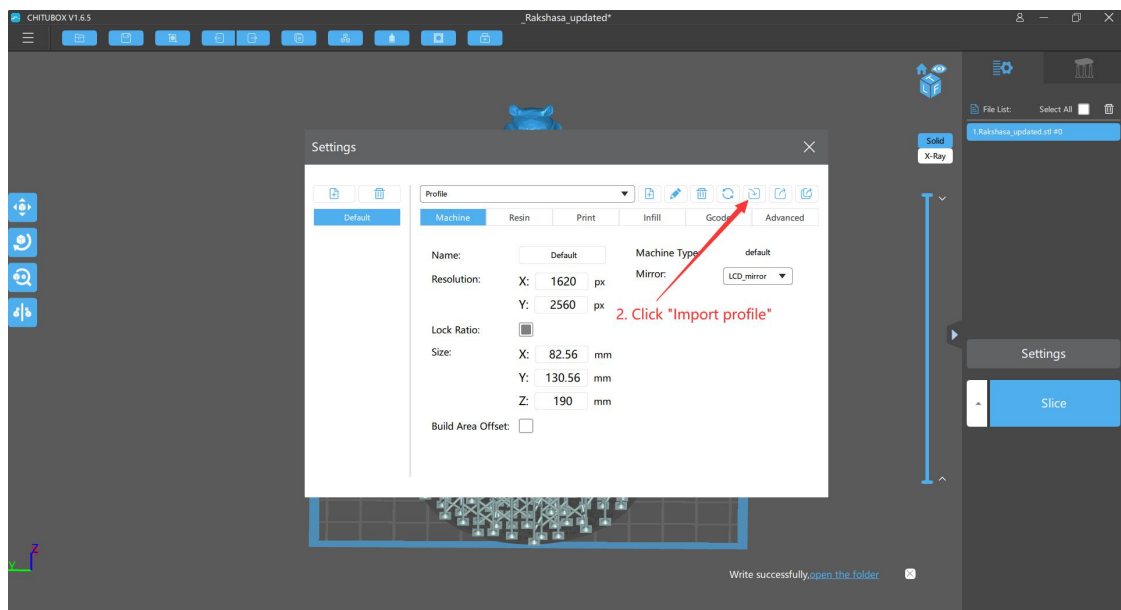 CHITUBOX V1.6.5
_Rakshasa_updated*
T
L F
File List:
Select All
1.Rakshasa_updated.stl #0
Solid
X-Ray
Settings
Profile
Default
Machine
Resin
Print
Infill
Gcode
Advanced
Name:
Default
Machine Type:
default
Resolution:
X:
1620
px
Mirror:
LCD_mirror
Y:
2560
px
2. Click "Import profile"
Lock Ratio:
Size:
X:
82.56
mm
Y:
130.56
mm
Z:
190
mm
Build Area Offset:
Settings
Slice
Z
Y
Write successfully,open the folder